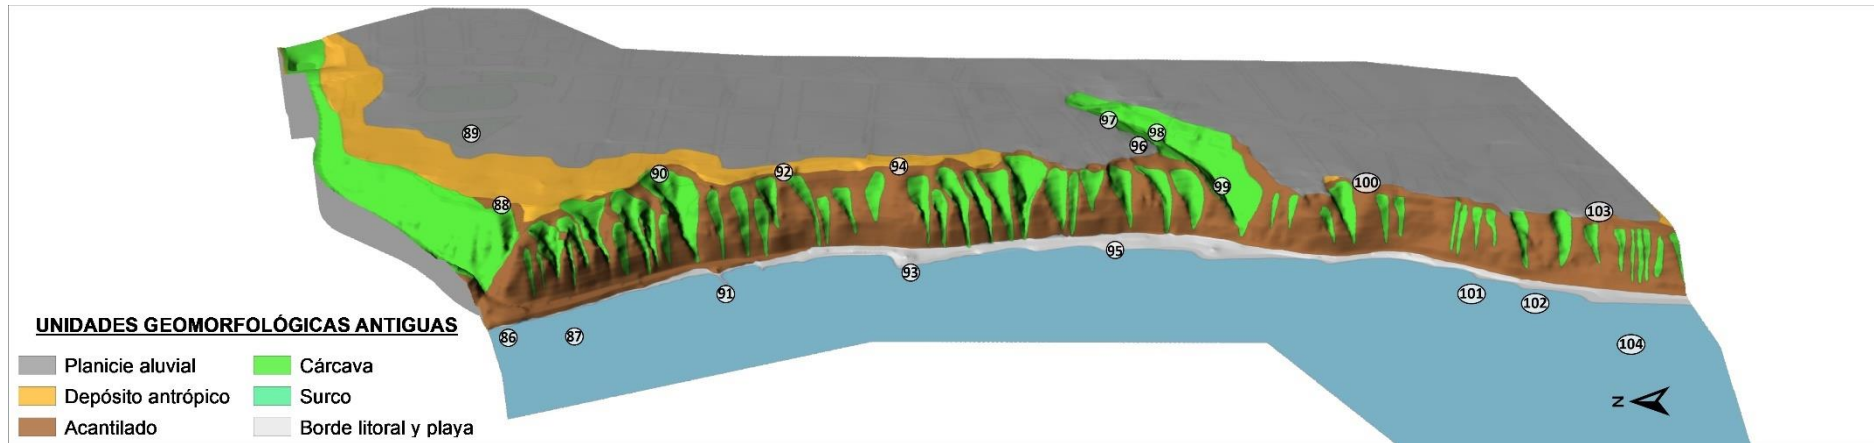 97
98
89
96
94
92
90
100
99
88
103
95
93
91
101
102
UNIDADES GEOMORFOLÓGICAS ANTIGUAS
86
87
104
Planicie aluvial
Cárcava
Depósito antrópico
Surco
N
Acantilado
Borde litoral y playa